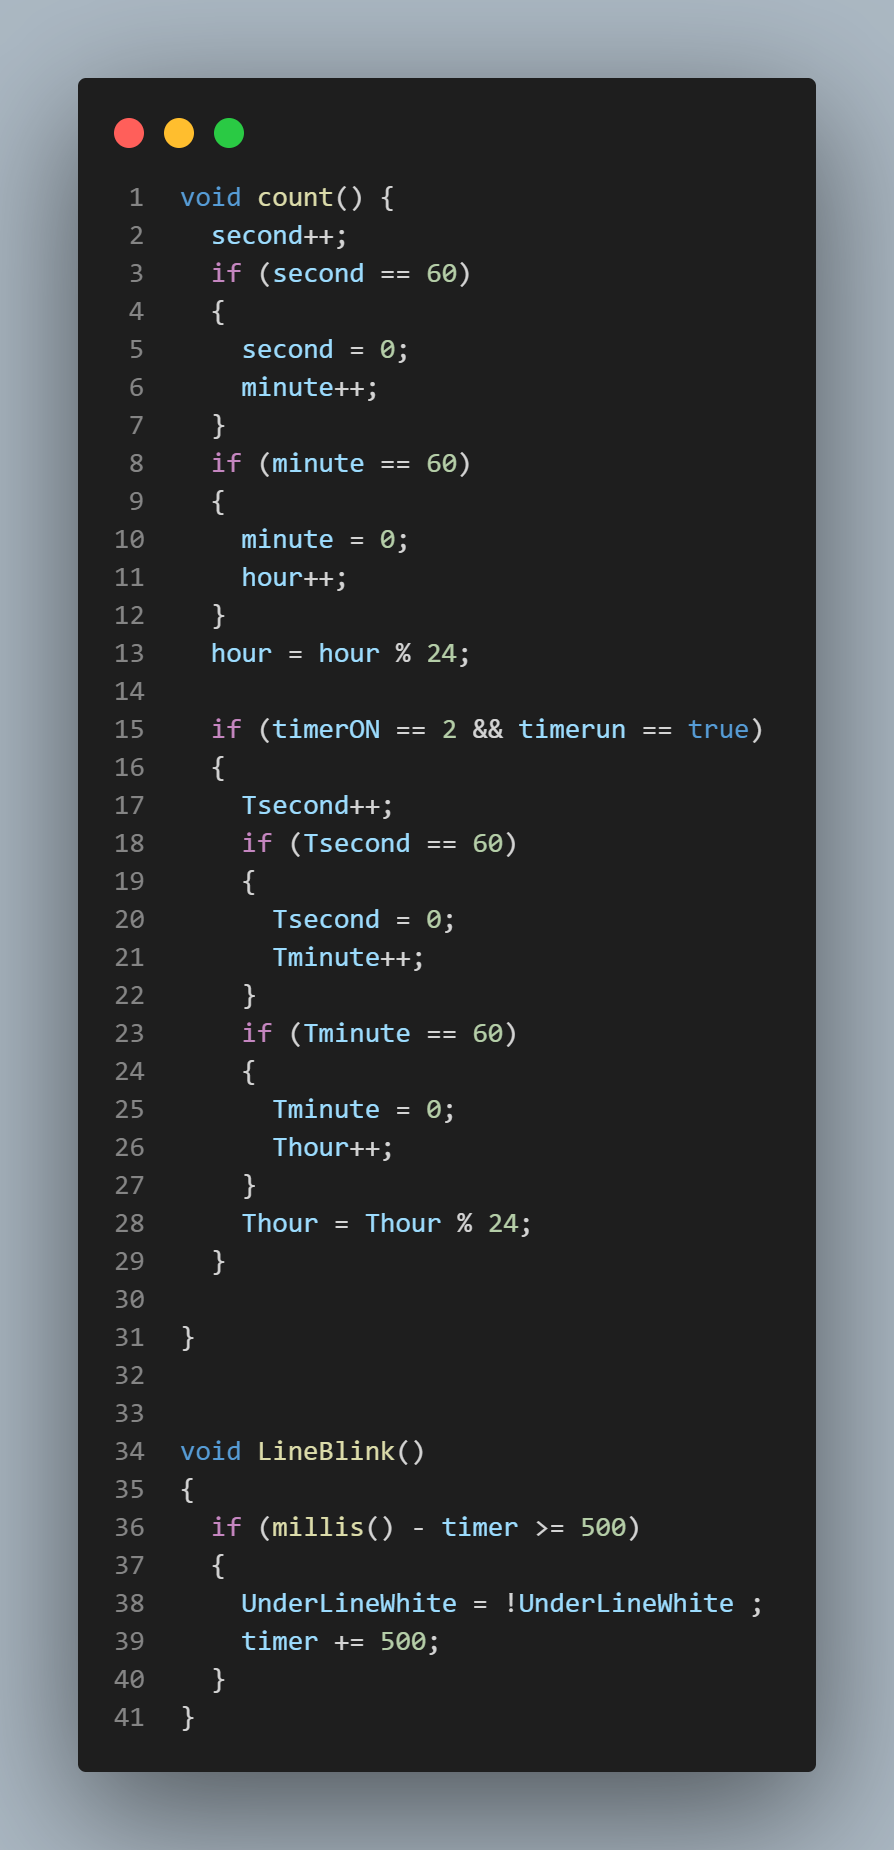 1 void count() {
2   second++;
3   if (second == 60)
4   {
5     second = 0;
6     minute++;
7   }
8   if (minute == 60)
9   {
10     minute = 0;
11     hour++;
12   }
13   hour = hour % 24;
14
15   if (timerON == 2 && timerun == true)
16   {
17     Tsecond++;
18     if (Tsecond == 60)
19     {
20       Tsecond = 0;
21       Tminute++;
22     }
23     if (Tminute == 60)
24     {
25       Tminute = 0;
26       Thour++;
27     }
28     Thour = Thour % 24;
29   }
30
31 }
32
33
34 void LineBlink()
35 {
36   if (millis() - timer >= 500)
37   {
38     UnderLineWhite = !UnderLineWhite ;
39     timer += 500;
40   }
41 }